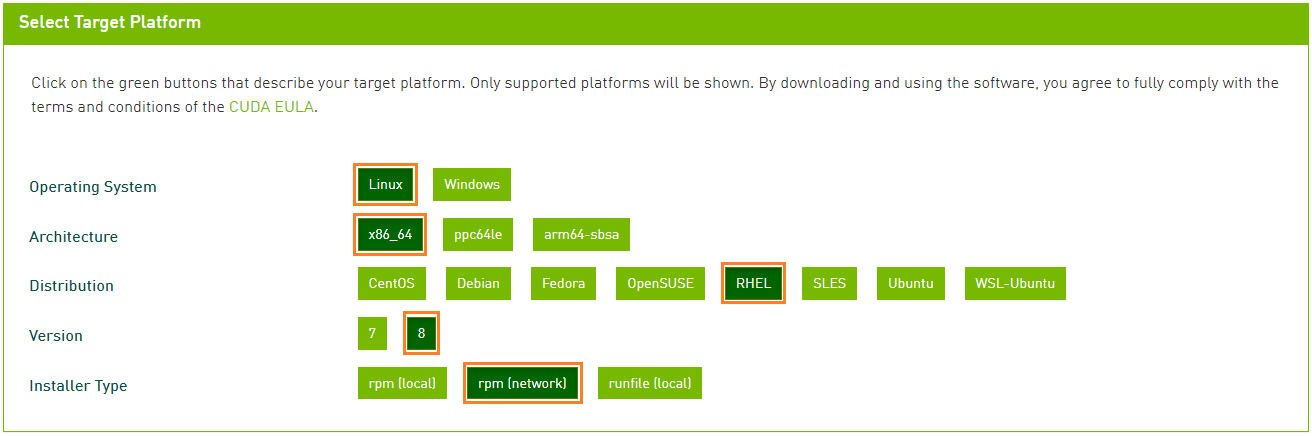 Select Target Platform
Click on the green buttons that describe your target platform. Only supported platforms will be shown. By downloading and using the software, you agree to fully comply with the
terms and conditions of the CUDA EULA.
Operating System Linux Windows
Architecture x86_64 ppc64le arm64-sbsa
Distribution CentOS Debian Fedora OpenSUSE RHEL SLES Ubuntu WSL-Ubuntu
Version 7 8
Installer Type rpm (local) rpm (network) runfile (local)